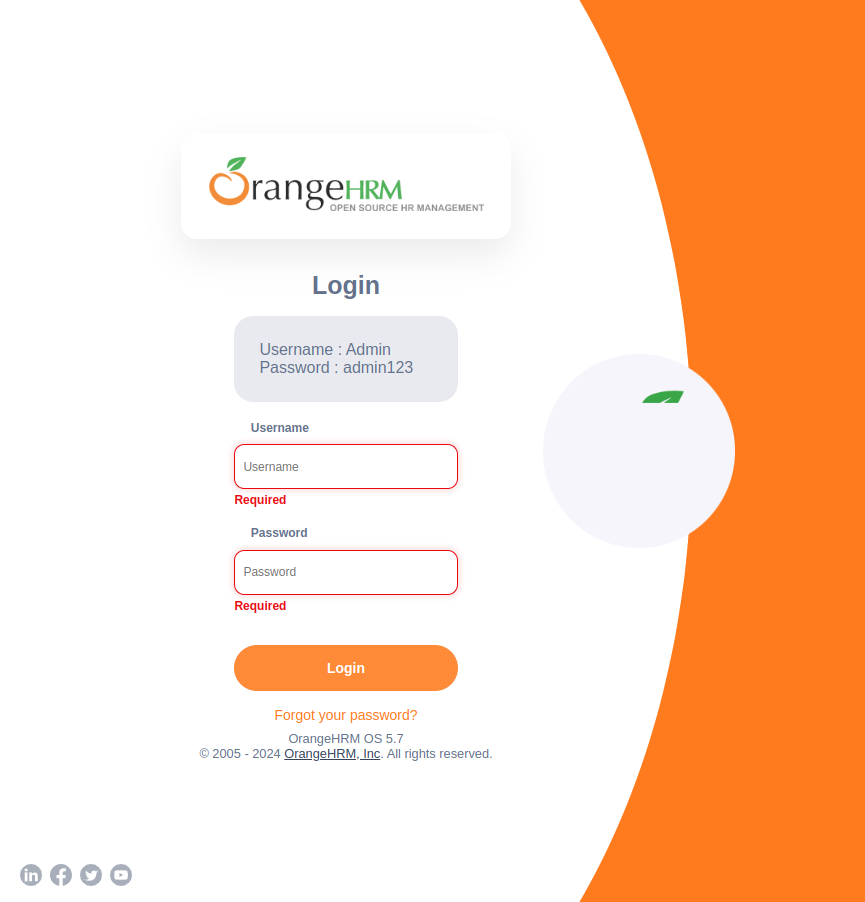 OrangeHRM
OPEN SOURCE HR MANAGEMENT
Login
Username : Admin
Password : admin123
Username
Username
Required
Password
Password
Required
Login
Forgot your password?
OrangeHRM OS 5.7
© 2005 - 2024 OrangeHRM, Inc. All rights reserved.